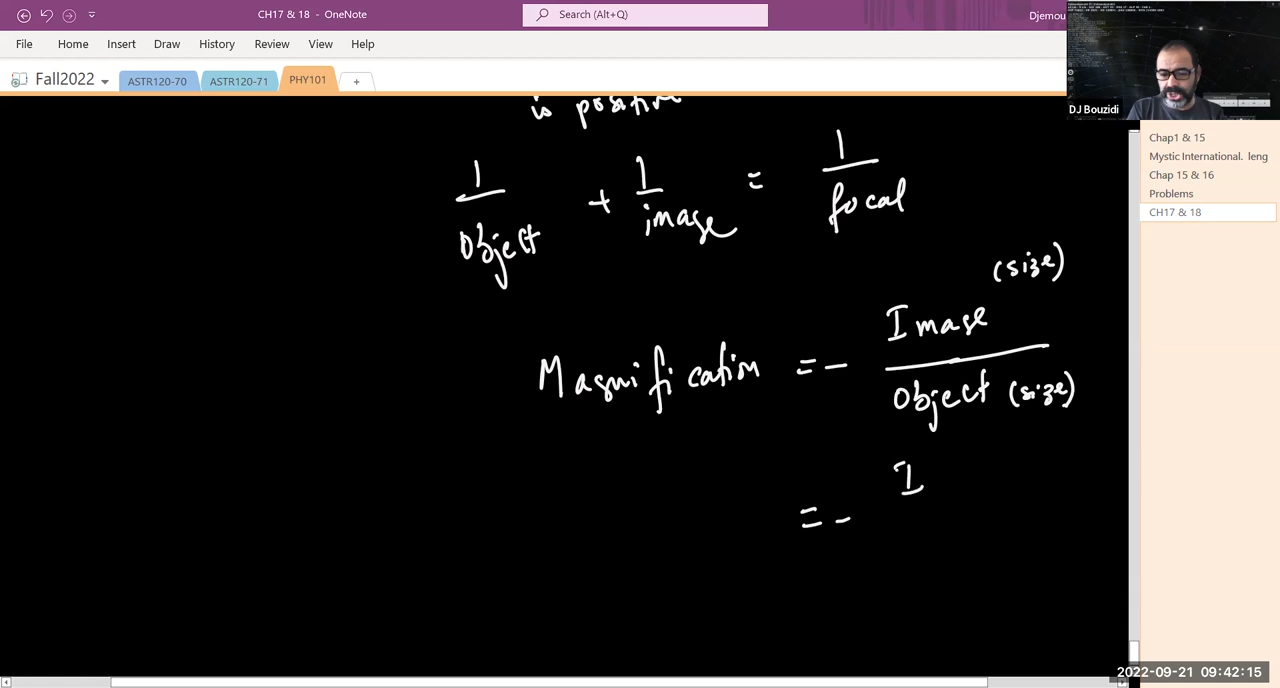 CH17 & 18 - OneNote
Search (Alt+Q)
Djemou
File Home Insert Draw History Review View Help
Fall2022 ASTR120-70 ASTR120-71 PHY101 +
DJ Bouzidi
Chap1 & 15
Mystic International. leng
Chap 15 & 16
Problems
CH17 & 18
is positive
1/object + 1/image = 1/focal
Magnification = - Image (size) / Object (size)
= - I
2022-09-21 09:42:15